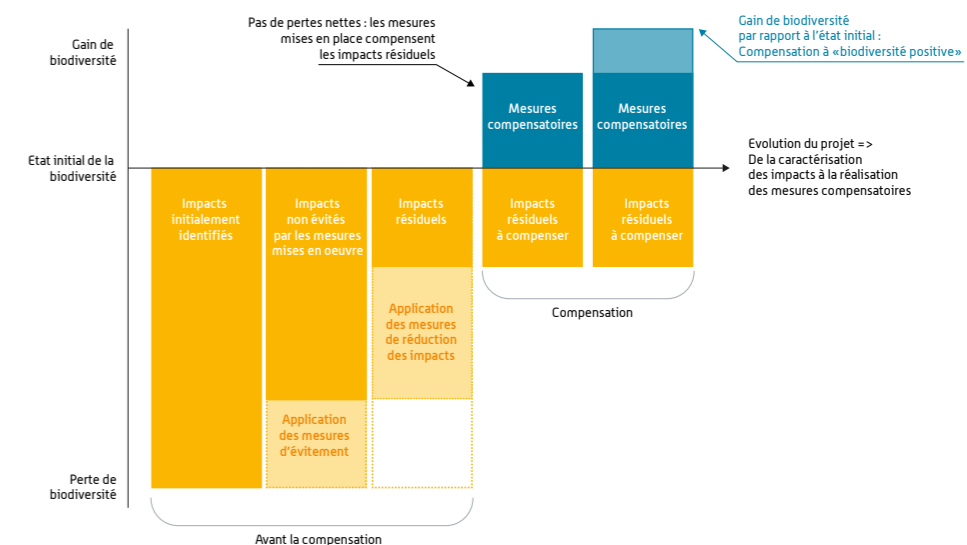 Pas de pertes nettes : les mesures
mises en place compensent
les impacts résiduels
Gain de biodiversité
par rapport à l'état initial :
Compensation à «biodiversité positive»
Gain de
biodiversité
Mesures
compensatoires
Mesures
compensatoires
Etat initial de la
biodiversité
Evolution du projet =>
De la caractérisation
des impacts à la réalisation
des mesures compensatoires
Impacts
initialement
identifiés
Impacts
non évités
par les mesures
mises en oeuvre
Impacts
résiduels
Impacts
résiduels
à compenser
Impacts
résiduels
à compenser
Application
des mesures
de réduction
des impacts
Compensation
Application
des mesures
d'évitement
Perte de
biodiversité
Avant la compensation